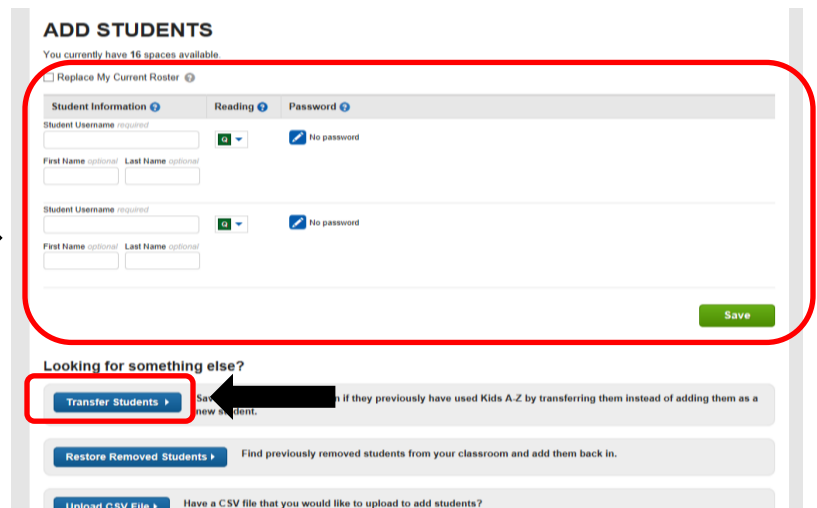 ADD STUDENTS
You currently have 16 spaces available.
Replace My Current Roster ?
Student Information ? Reading ? Password ?
Student Username required
Q No password
First Name optional Last Name optional
Student Username required
Q No password
First Name optional Last Name optional
Save
Looking for something else?
Transfer Students if they previously have used Kids A-Z by transferring them instead of adding them as a
new student.
Restore Removed Students Find previously removed students from your classroom and add them back in.
Upload CSV File Have a CSV file that you would like to upload to add students?